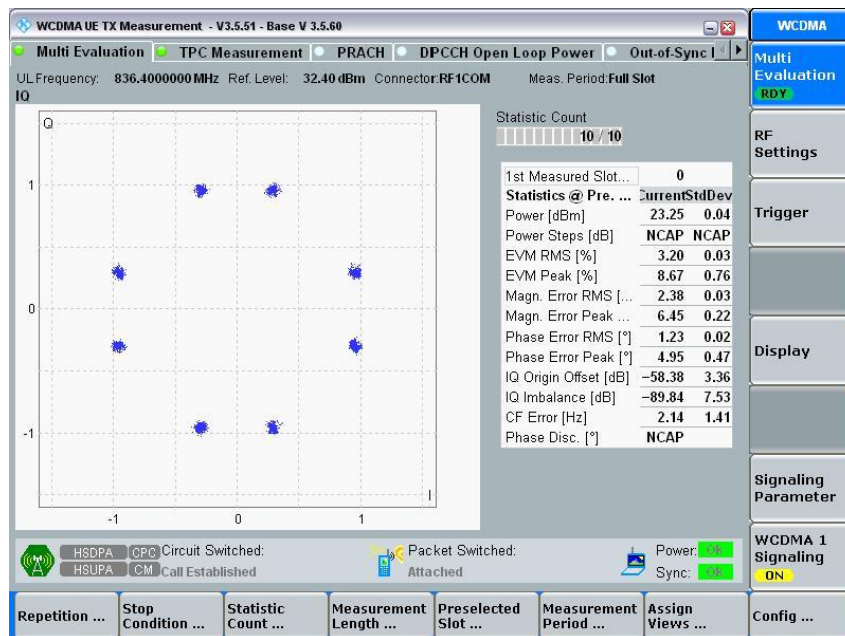 WCDMA UE TX Measurement - V3.5.51 - Base V 3.5.60
WCDMA
Multi Evaluation
TPC Measurement
PRACH
DPCCH Open Loop Power
Out-of-Sync
Multi Evaluation
RDY
UL Frequency: 836.4000000 MHz Ref. Level: 32.40 dBm Connector:RF1COM Meas. Period:Full Slot
IQ
Q
1
0
-1
-1 0 1
I
Statistic Count
10 / 10
1st Measured Slot... 0
Statistics @ Pre. ... Current StdDev
Power [dBm] 23.25 0.04
Power Steps [dB] NCAP NCAP
EVM RMS [%] 3.20 0.03
EVM Peak [%] 8.67 0.76
Magn. Error RMS [... 2.38 0.03
Magn. Error Peak ... 6.45 0.22
Phase Error RMS [°] 1.23 0.02
Phase Error Peak [°] 4.95 0.47
IQ Origin Offset [dB] -58.38 3.36
IQ Imbalance [dB] -89.84 7.53
CF Error [Hz] 2.14 1.41
Phase Disc. [°] NCAP
RF Settings
Trigger
Display
Signaling Parameter
WCDMA 1 Signaling
ON
HSDPA CPC Circuit Switched:
HSUPA CM Call Established
Packet Switched:
Attached
Power: OK
Sync: OK
Repetition ...
Stop Condition ...
Statistic Count ...
Measurement Length ...
Preselected Slot ...
Measurement Period ...
Assign Views ...
Config ...